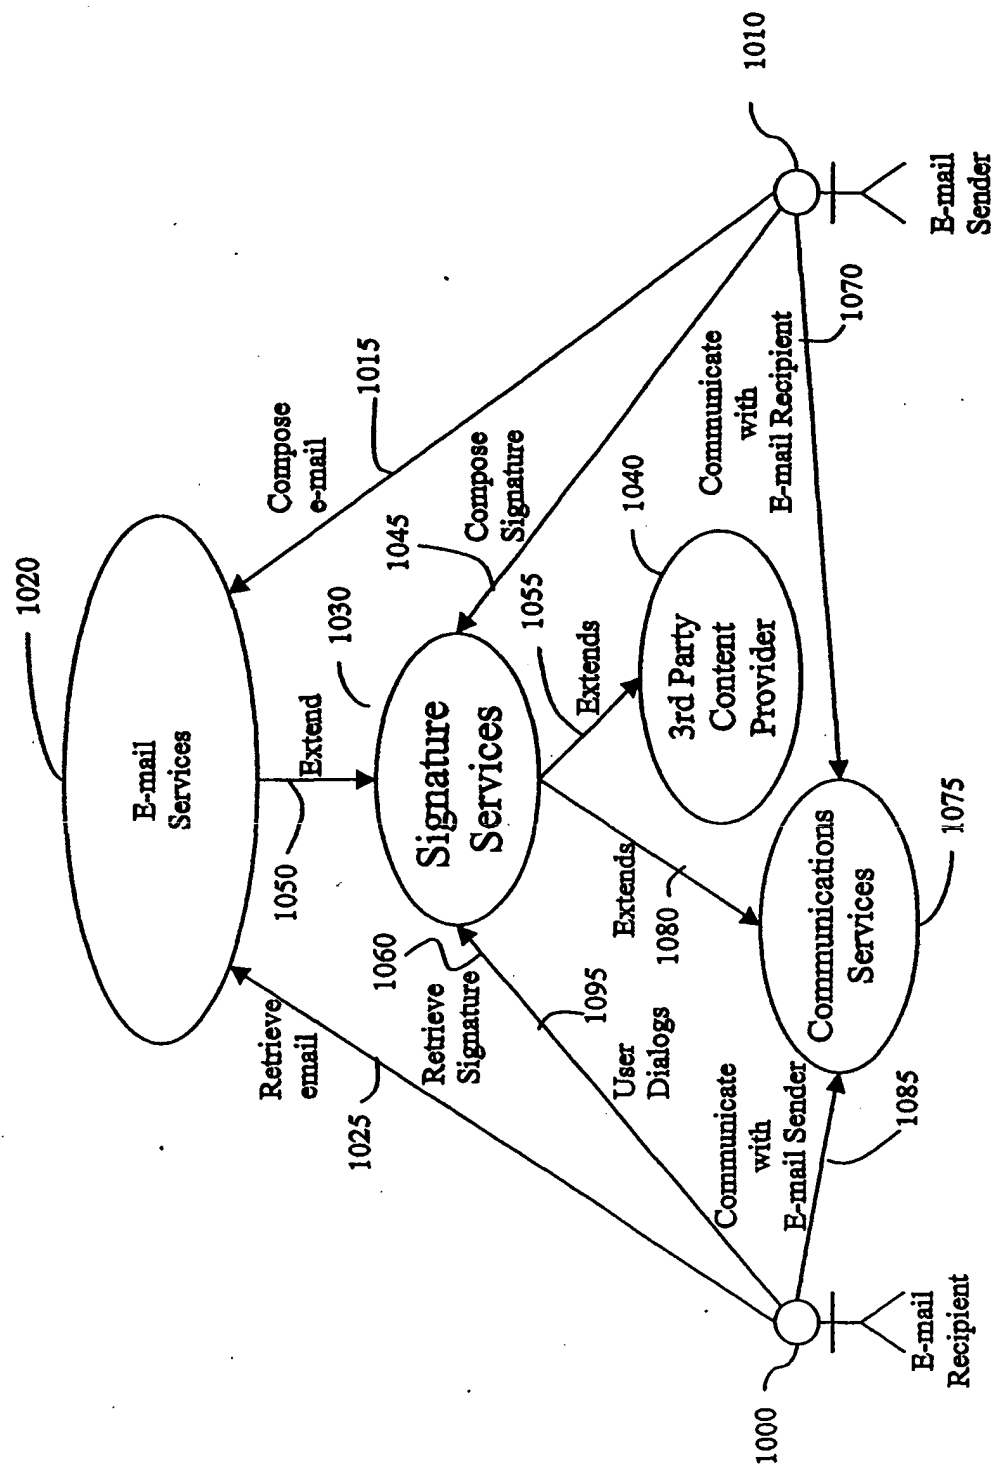 1020
E-mail
Services
Retrieve
email
1025
1050
Extend
Compose
e-mail
1015
1030
Signature
Services
1060
Retrieve
Signature
1045
Compose
Signature
1095
User
Dialogs
Extends
1080
1055
Extends
1040
3rd Party
Content
Provider
Communicate
with
E-mail Recipient
1070
Communicate
with
E-mail Sender
1085
Communications
Services
1075
1000
E-mail
Recipient
1010
E-mail
Sender